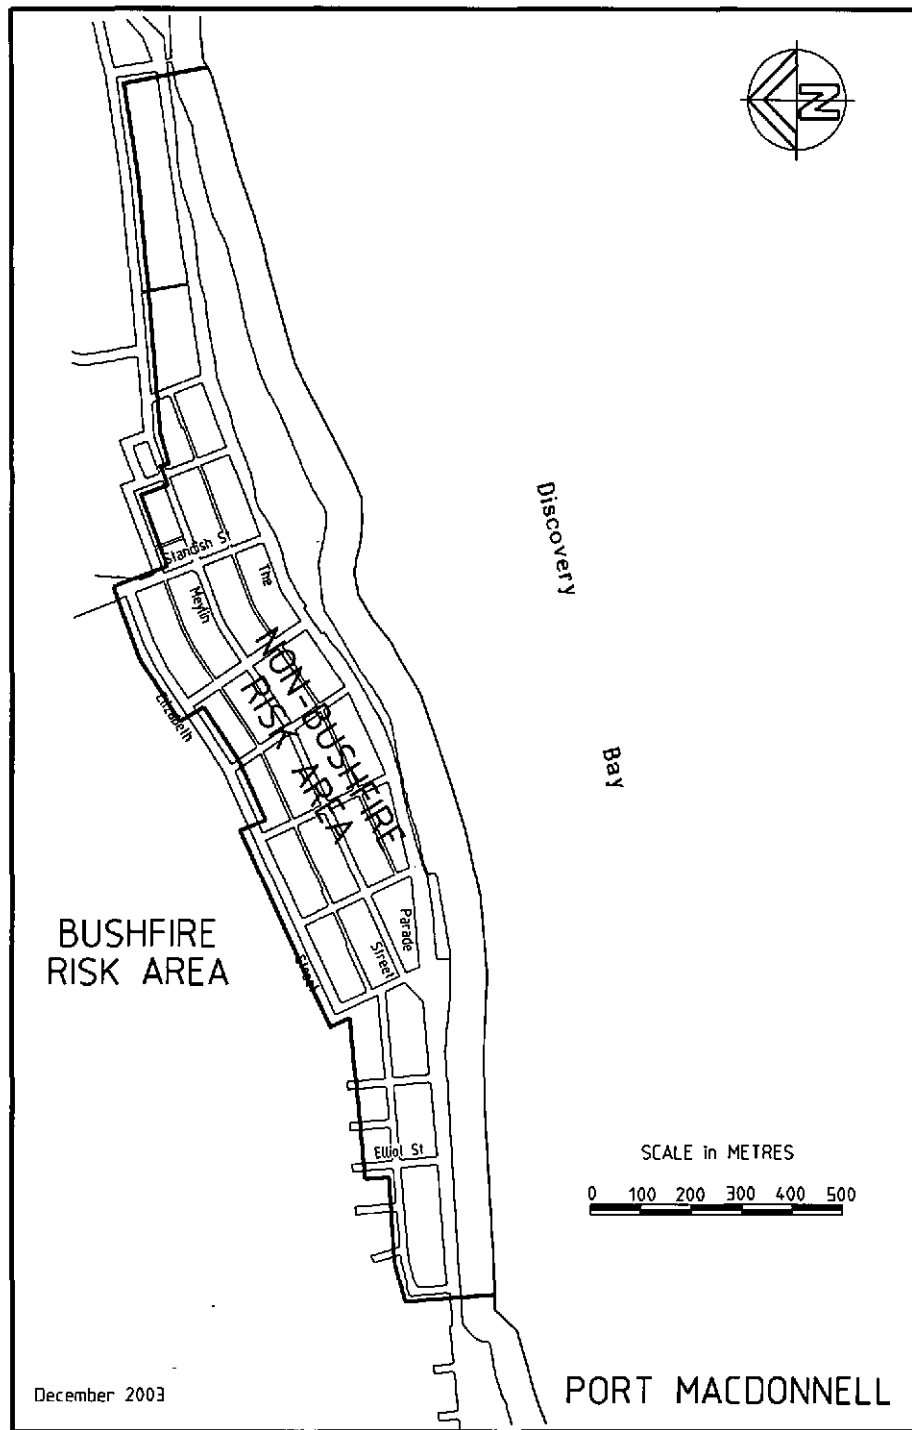 N
Discovery
Bay
Standish St
The
Meylin
Elizabeth
NON-BUSHFIRE
RISK AREA
BUSHFIRE
RISK AREA
Parade
Street
Street
Elliot St
SCALE in METRES
0 100 200 300 400 500
December 2003
PORT MACDONNELL